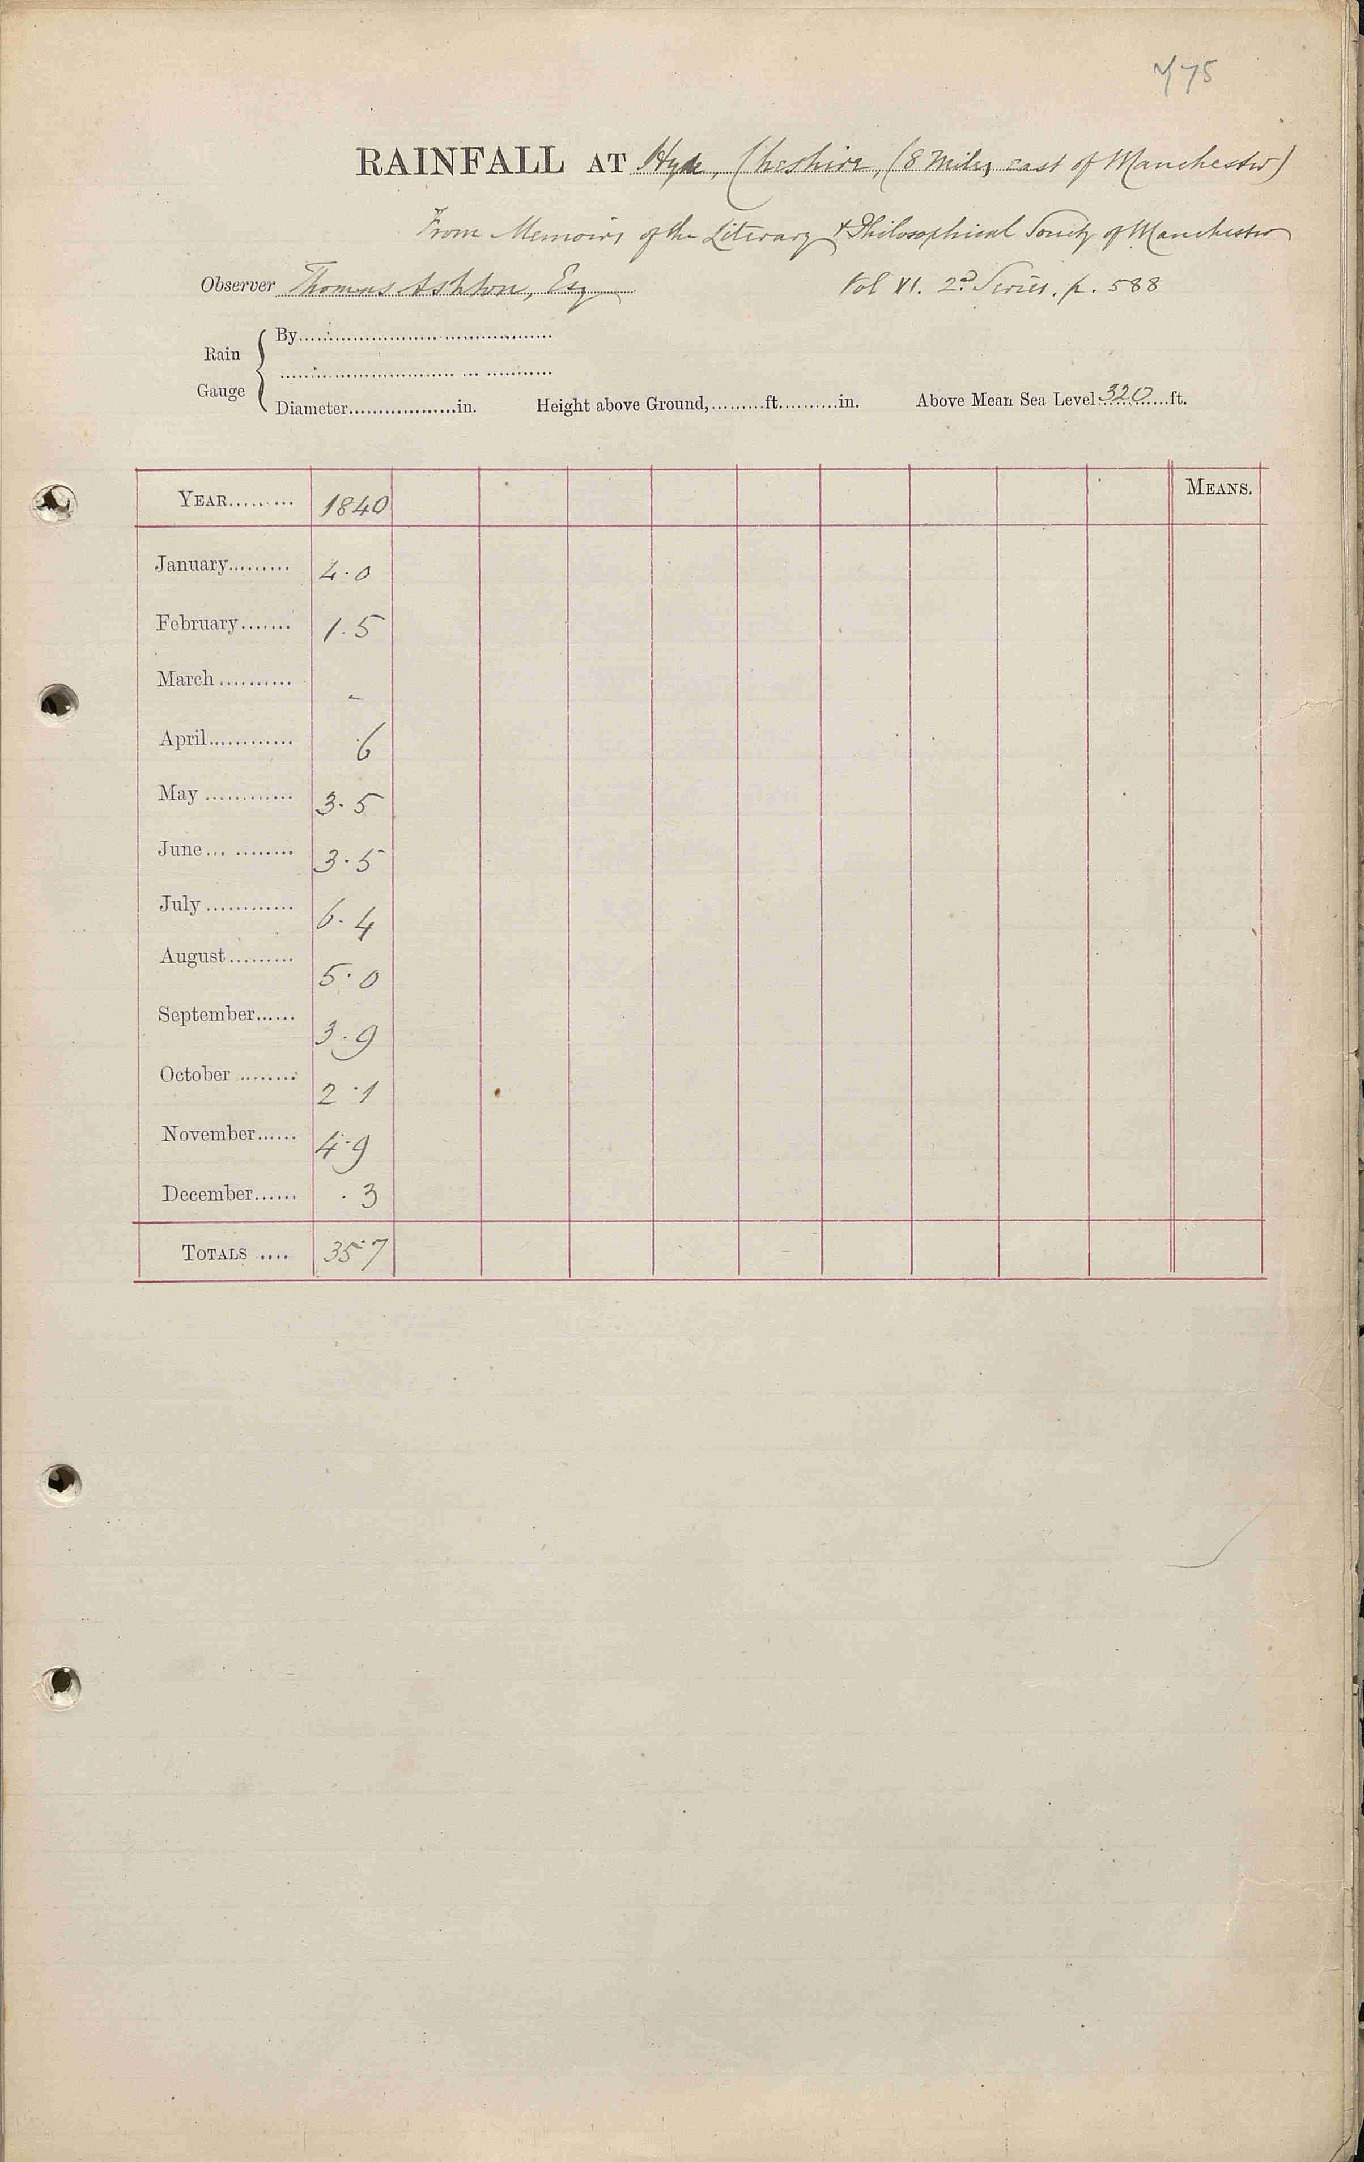 475
RAINFALL AT Hyde, Cheshire, (8 Miles east of Manchester)
From Memoirs of the Literary & Philosophical Society of Manchester
Observer Thomas Ashton, Esq Vol VI. 2d Series. p. 588
Rain Gauge { By
Diameter in. Height above Ground, ft. in. Above Mean Sea Level 320 ft.
YEAR 1840 MEANS.
January 4.0
February 1.5
March -
April .6
May 3.5
June 3.5
July 6.4
August 5.0
September 3.9
October 2.1
November 4.9
December .3
TOTALS 35.7